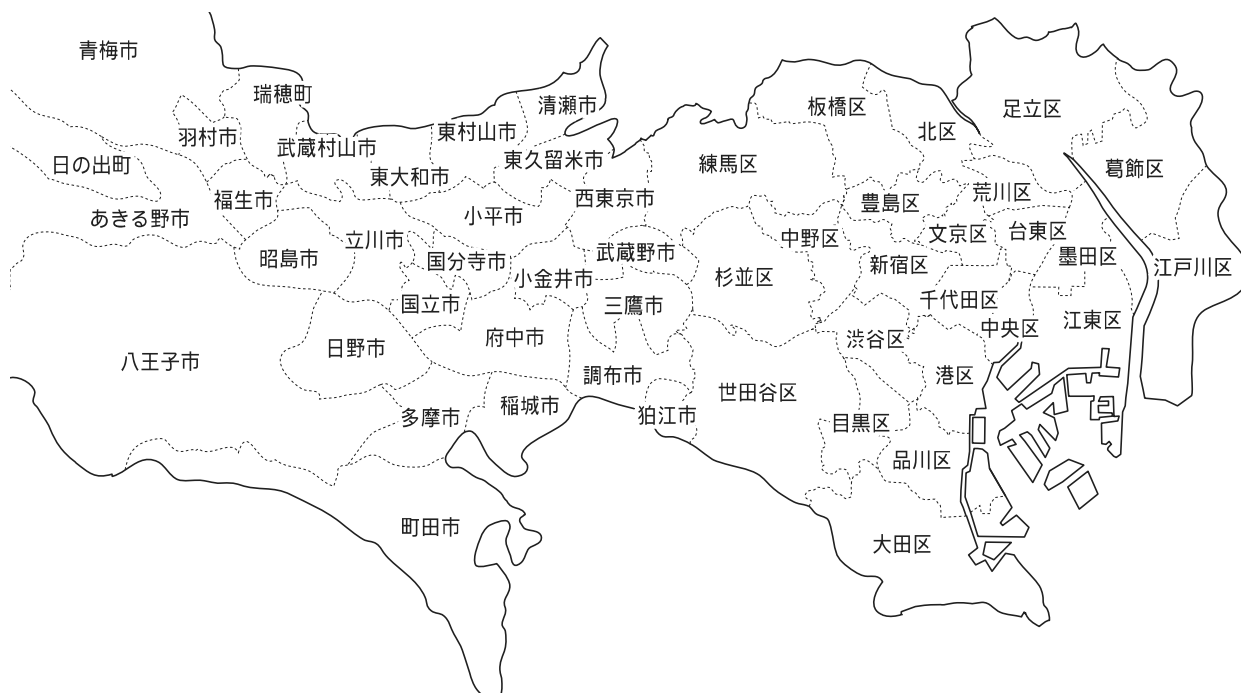 青梅市
瑞穂町
清瀬市
板橋区
足立区
羽村市
武蔵村山市
東村山市
北区
日の出町
東大和市
東久留米市
練馬区
葛飾区
あきる野市
福生市
小平市
西東京市
豊島区
荒川区
昭島市
立川市
国分寺市
小金井市
武蔵野市
杉並区
中野区
新宿区
文京区
台東区
墨田区
江戸川区
国立市
三鷹市
千代田区
中央区
江東区
八王子市
日野市
府中市
渋谷区
調布市
世田谷区
港区
多摩市
稲城市
狛江市
目黒区
品川区
町田市
大田区